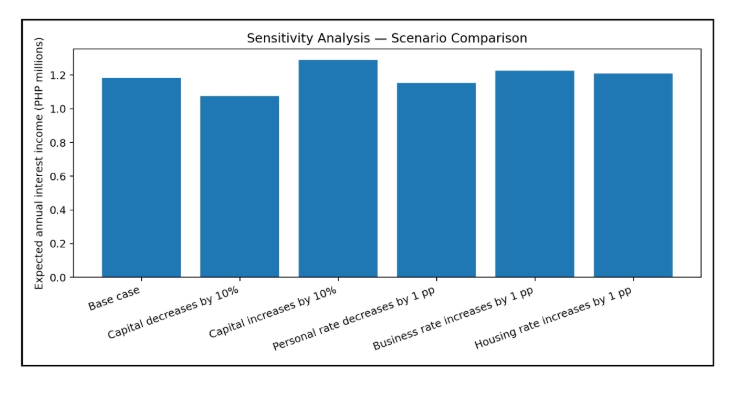 Sensitivity Analysis — Scenario Comparison
Expected annual interest income (PHP millions)
1.2
1.0
0.8
0.6
0.4
0.2
0.0
Base case
Capital decreases by 10%
Capital increases by 10%
Personal rate decreases by 1 pp
Business rate increases by 1 pp
Housing rate increases by 1 pp